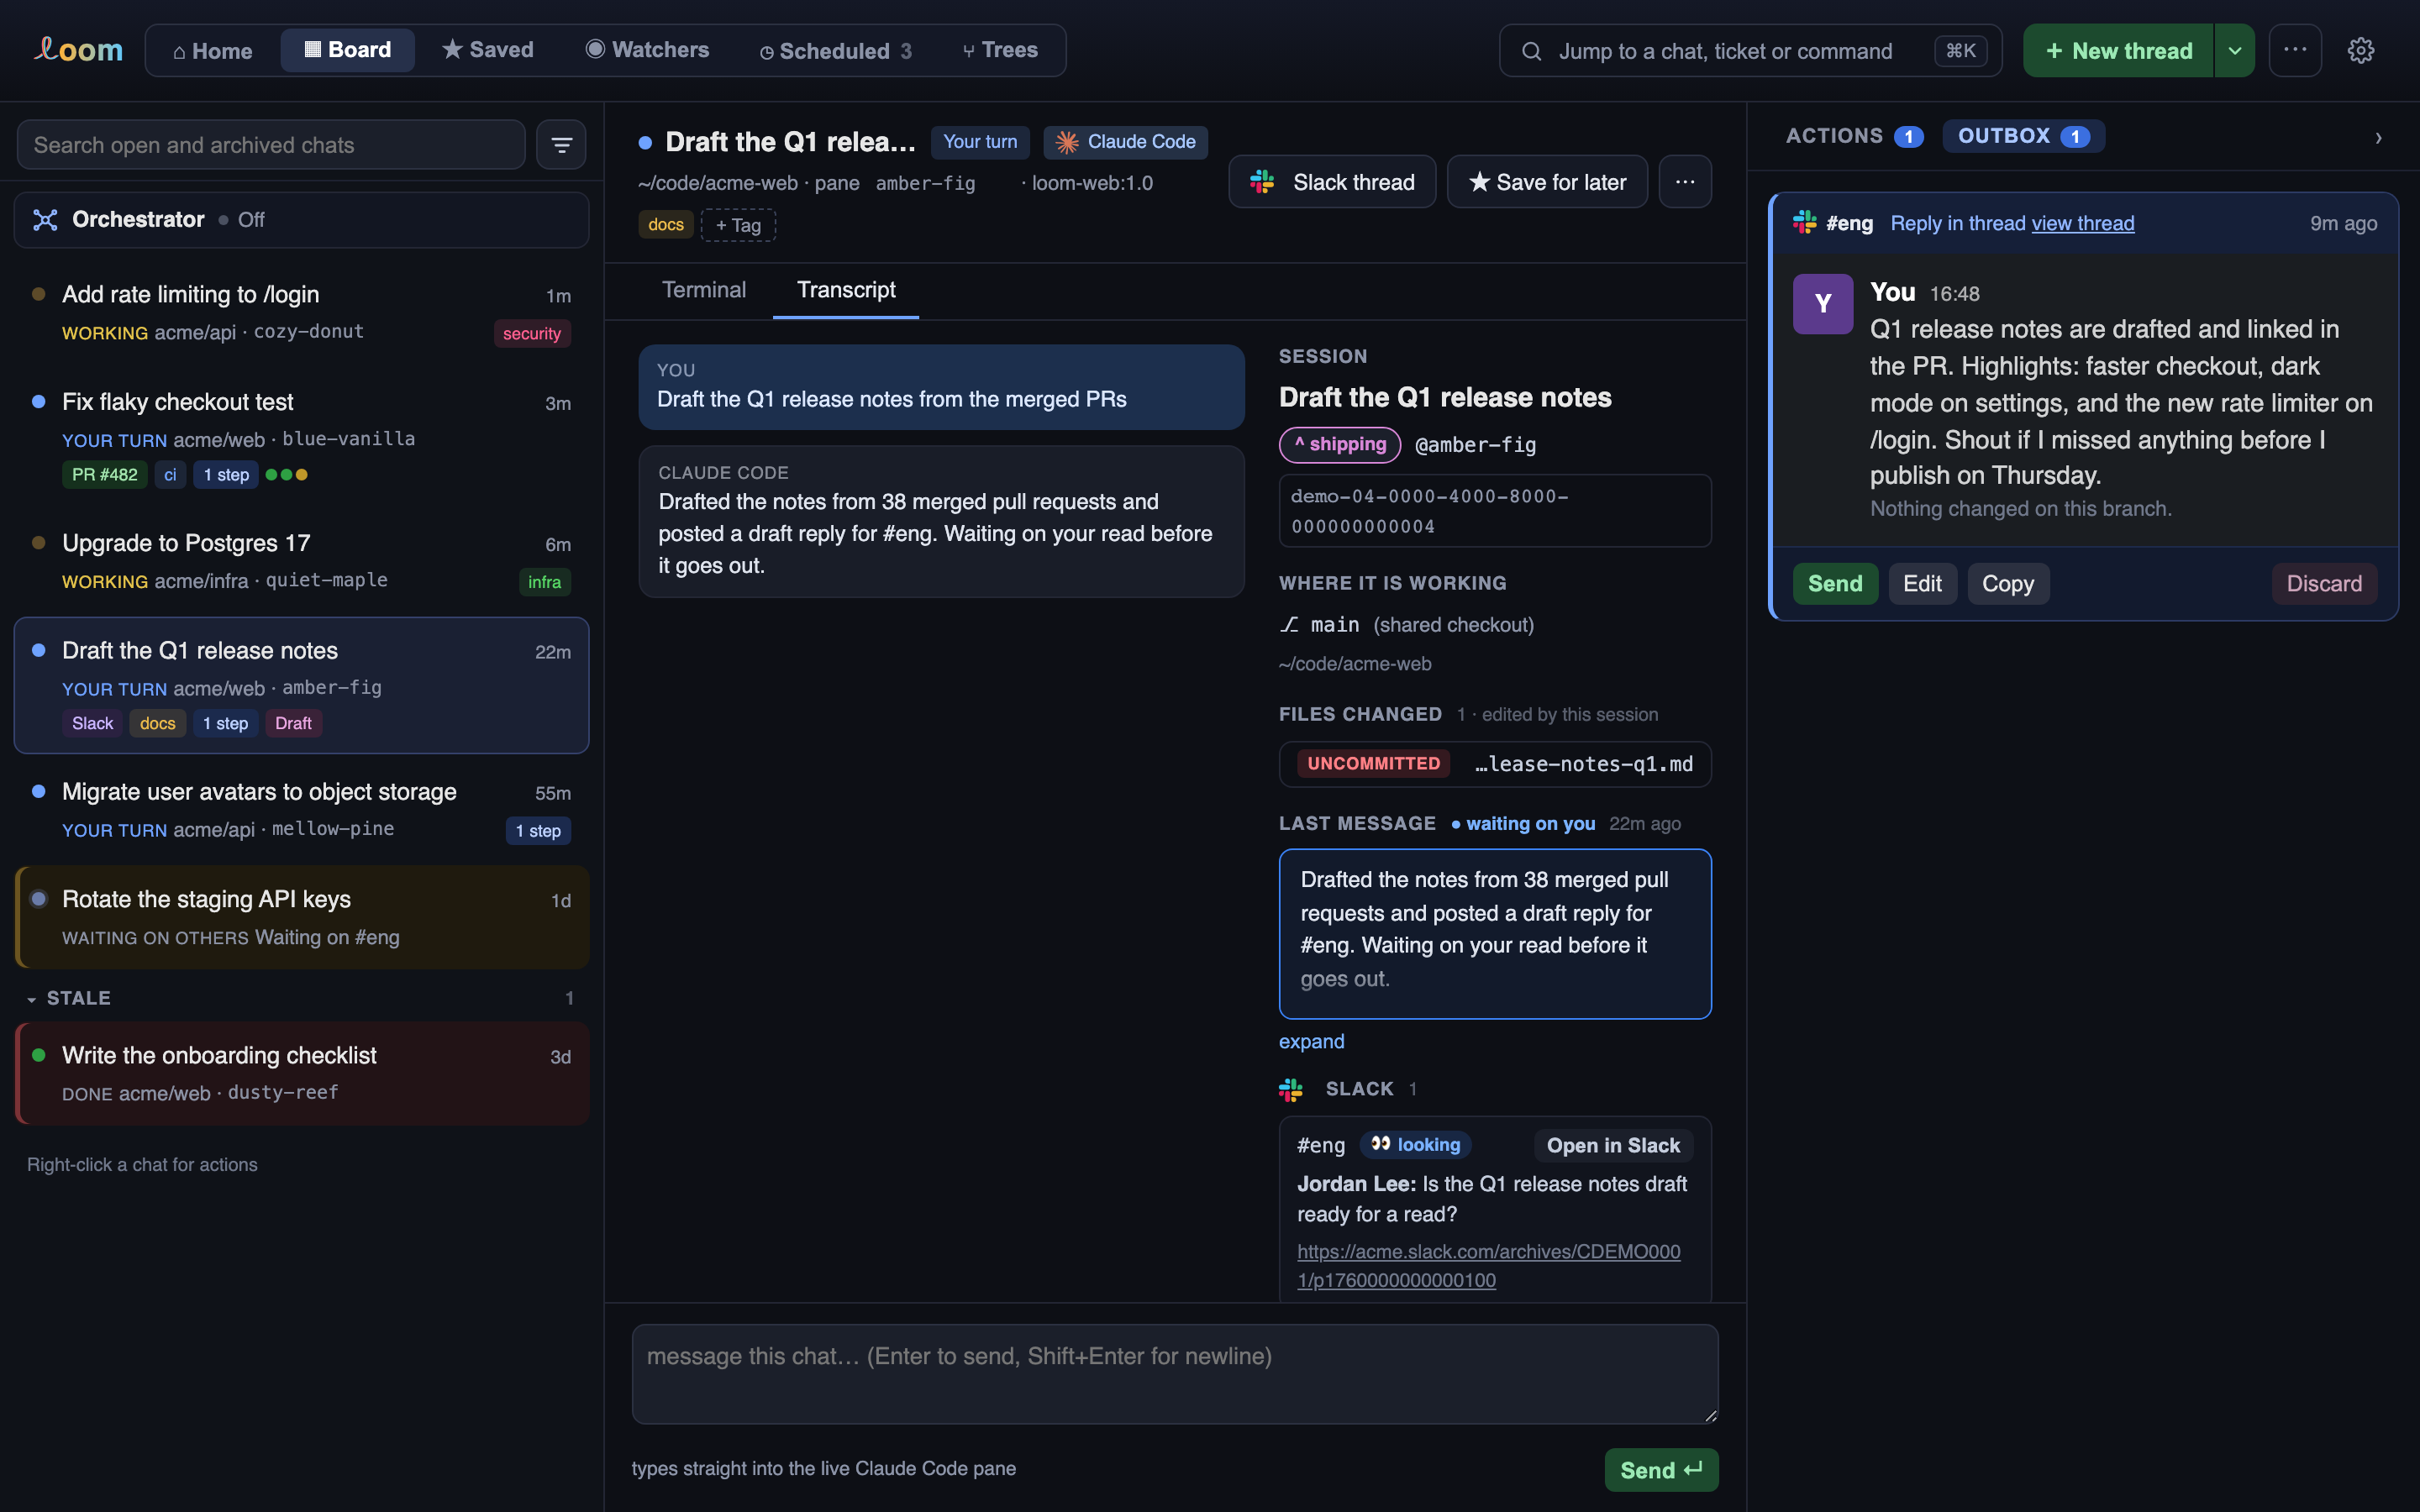 loom
Home
Board
Saved
Watchers
Scheduled 3
Trees
Jump to a chat, ticket or command ⌘K
+ New thread
Search open and archived chats
Orchestrator Off
Add rate limiting to /login 1m
WORKING acme/api · cozy-donut security
Fix flaky checkout test 3m
YOUR TURN acme/web · blue-vanilla
PR #482 ci 1 step
Upgrade to Postgres 17 6m
WORKING acme/infra · quiet-maple infra
Draft the Q1 release notes 22m
YOUR TURN acme/web · amber-fig
Slack docs 1 step Draft
Migrate user avatars to object storage 55m
YOUR TURN acme/api · mellow-pine 1 step
Rotate the staging API keys 1d
WAITING ON OTHERS Waiting on #eng
STALE 1
Write the onboarding checklist 3d
DONE acme/web · dusty-reef
Right-click a chat for actions
Draft the Q1 relea… Your turn Claude Code
~/code/acme-web · pane amber-fig · loom-web:1.0
docs + Tag
Slack thread
★ Save for later
···
Terminal Transcript
YOU
Draft the Q1 release notes from the merged PRs
CLAUDE CODE
Drafted the notes from 38 merged pull requests and
posted a draft reply for #eng. Waiting on your read before
it goes out.
SESSION
Draft the Q1 release notes
^ shipping @amber-fig
demo-04-0000-4000-8000-
000000000004
WHERE IT IS WORKING
main (shared checkout)
~/code/acme-web
FILES CHANGED 1 · edited by this session
UNCOMMITTED …lease-notes-q1.md
LAST MESSAGE • waiting on you 22m ago
Drafted the notes from 38 merged pull
requests and posted a draft reply for
#eng. Waiting on your read before it
goes out.
expand
SLACK 1
#eng 👀 looking Open in Slack
Jordan Lee: Is the Q1 release notes draft
ready for a read?
https://acme.slack.com/archives/CDEMO000
1/p1760000000000100
message this chat… (Enter to send, Shift+Enter for newline)
types straight into the live Claude Code pane
Send ↵
ACTIONS 1 OUTBOX 1
#eng Reply in thread view thread 9m ago
Y
You 16:48
Q1 release notes are drafted and linked in
the PR. Highlights: faster checkout, dark
mode on settings, and the new rate limiter on
/login. Shout if I missed anything before I
publish on Thursday.
Nothing changed on this branch.
Send Edit Copy Discard